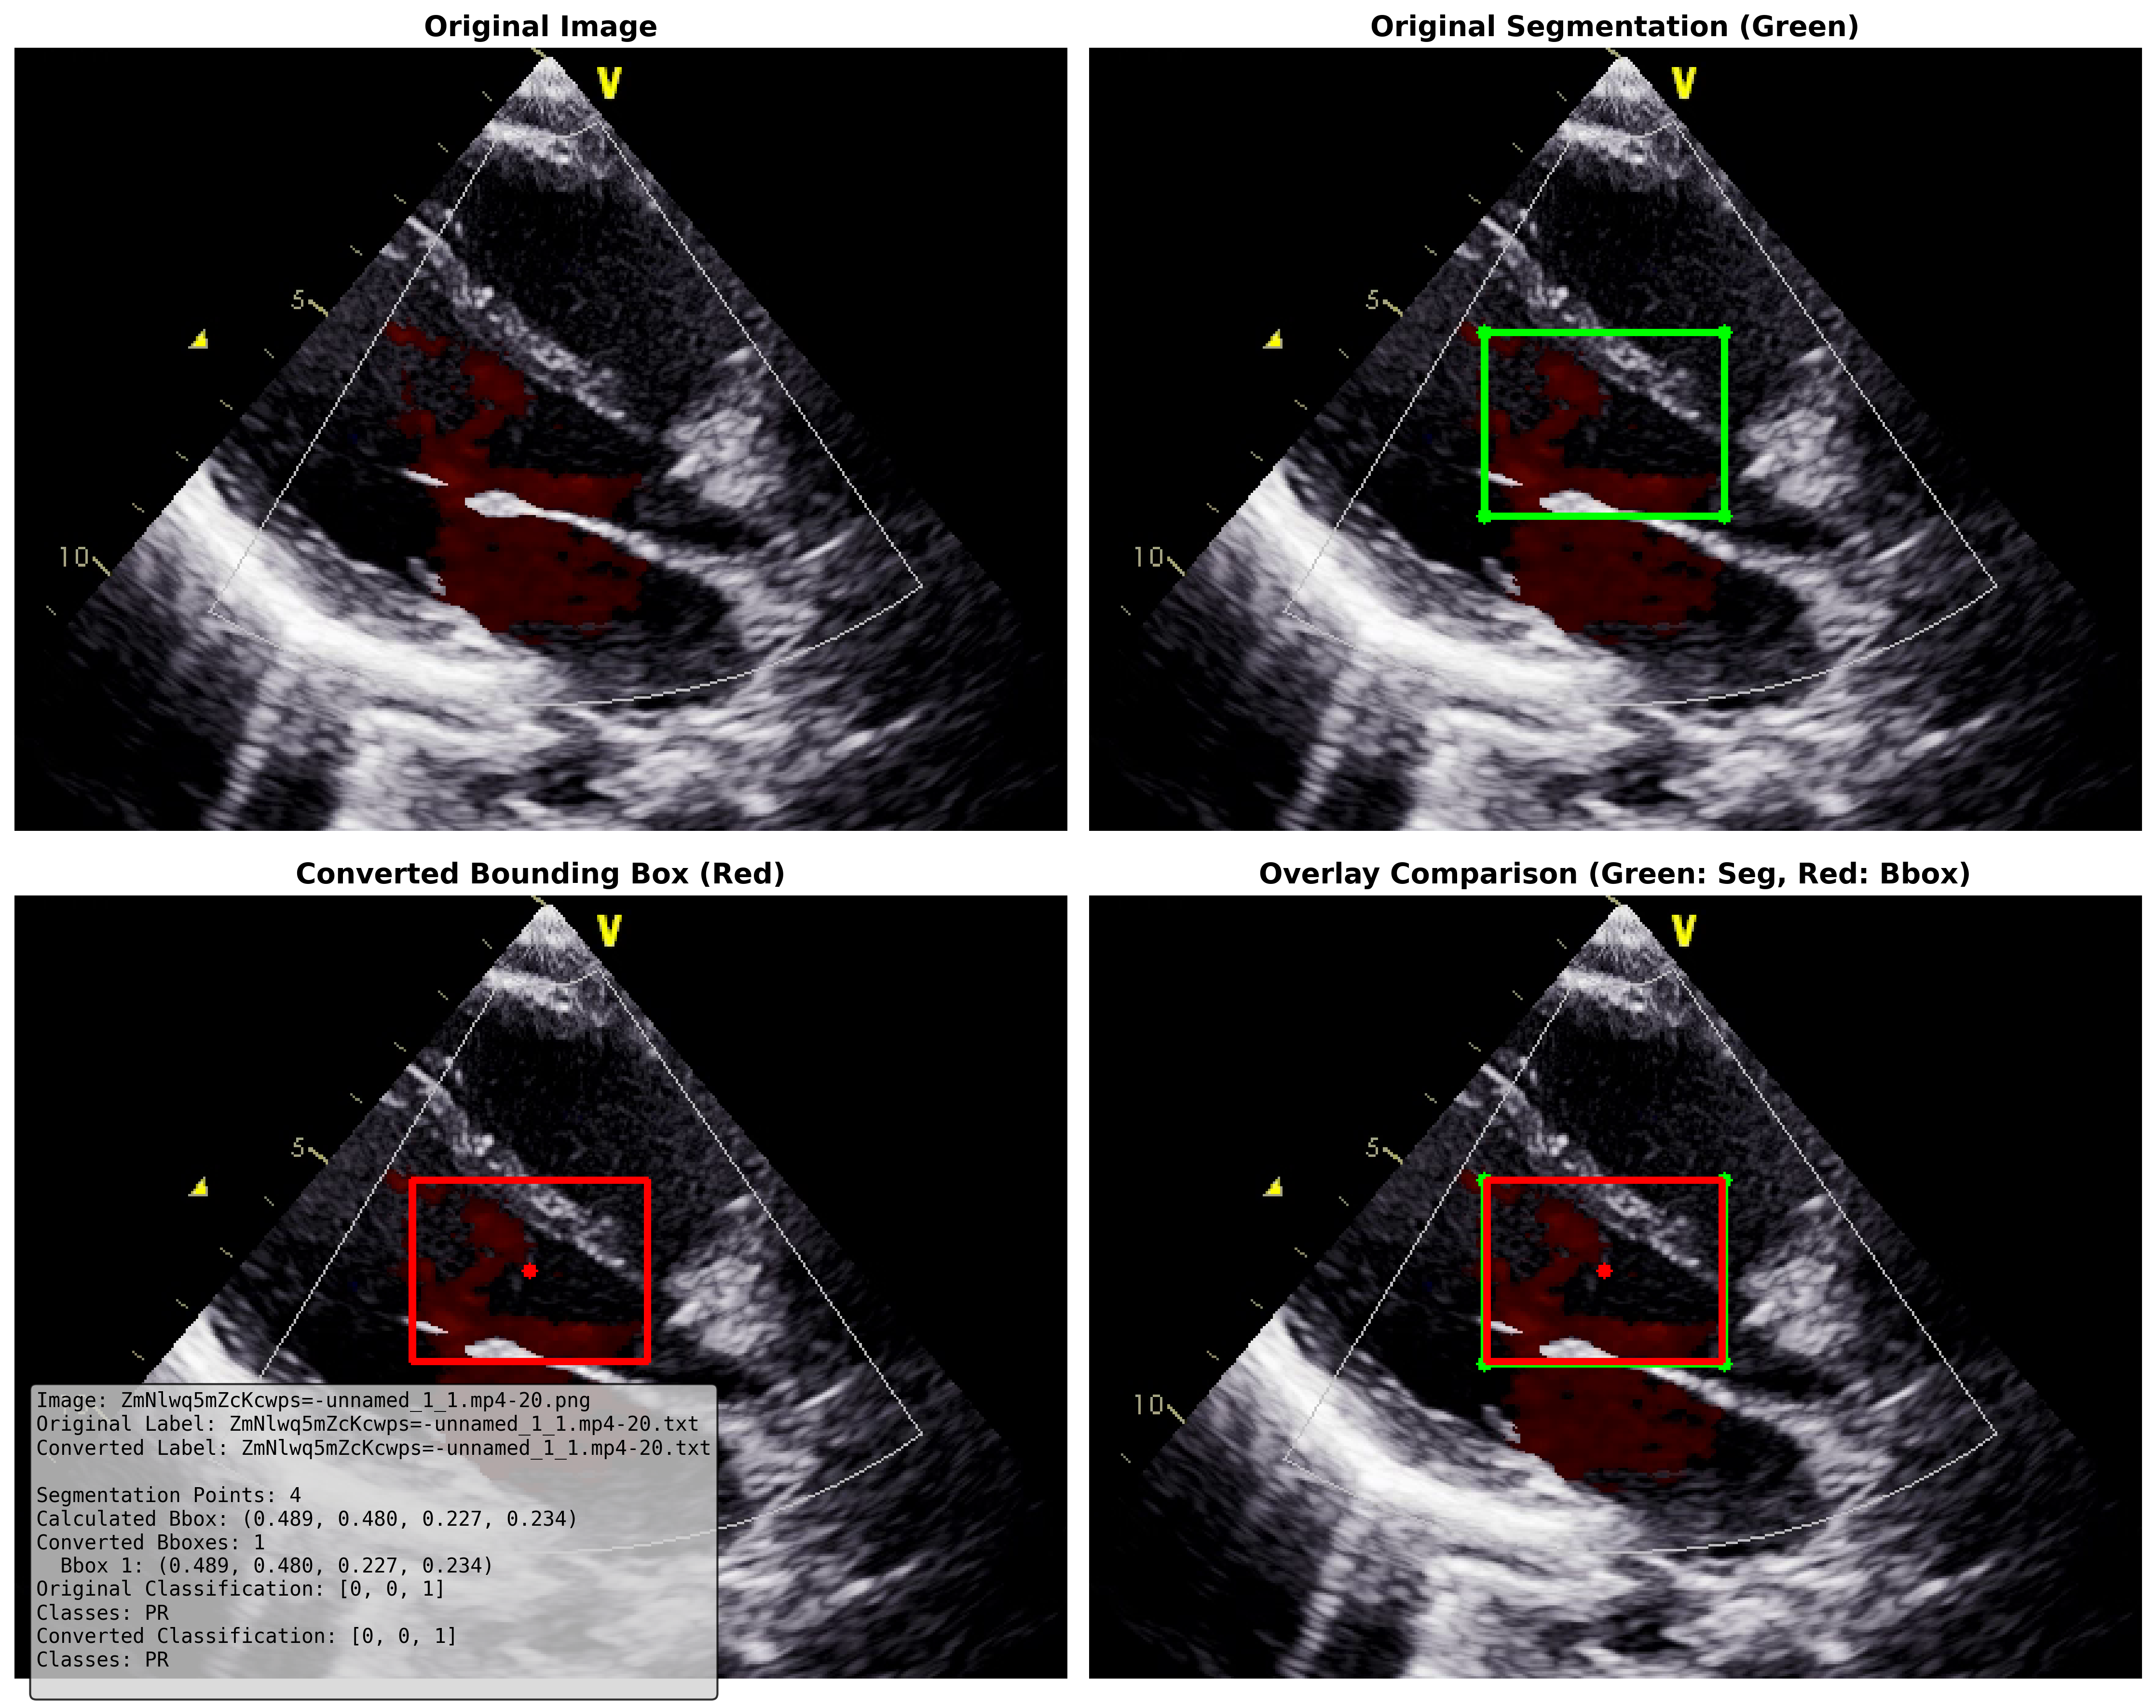 Original Image
Original Segmentation (Green)
V
5
10
V
5
10
Converted Bounding Box (Red)
Overlay Comparison (Green: Seg, Red: Bbox)
V
5
V
5
10
Image: ZmNlwq5mZcKcwps=-unnamed_1_1.mp4-20.png
Original Label: ZmNlwq5mZcKcwps=-unnamed_1_1.mp4-20.txt
Converted Label: ZmNlwq5mZcKcwps=-unnamed_1_1.mp4-20.txt
Segmentation Points: 4
Calculated Bbox: (0.489, 0.480, 0.227, 0.234)
Converted Bboxes: 1
Bbox 1: (0.489, 0.480, 0.227, 0.234)
Original Classification: [0, 0, 1]
Classes: PR
Converted Classification: [0, 0, 1]
Classes: PR